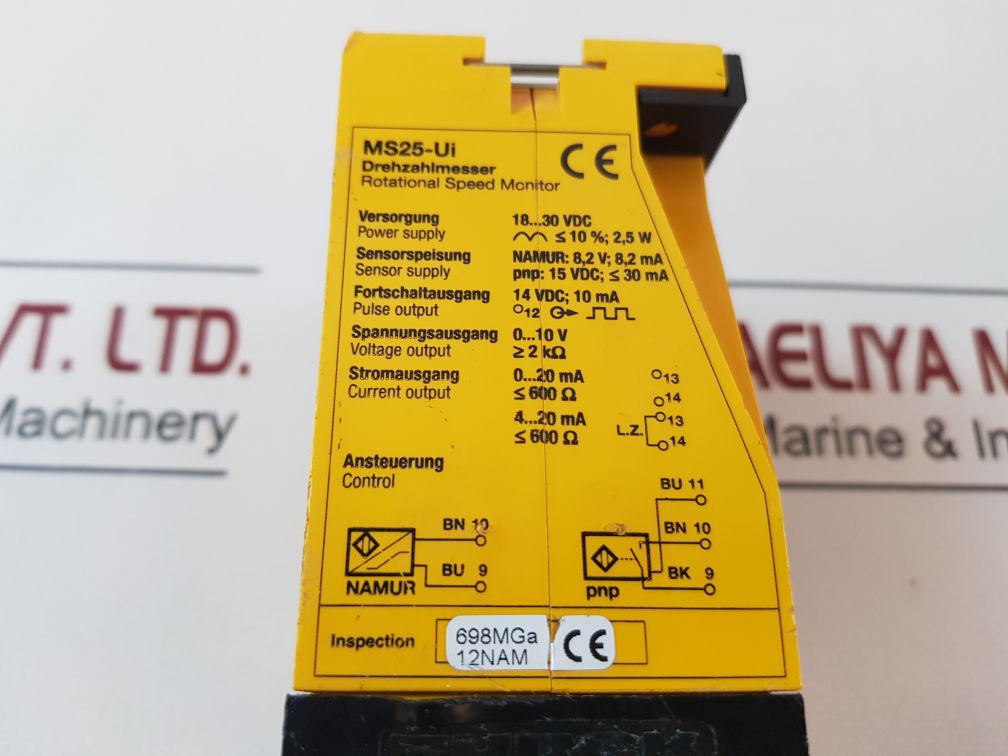 MS25-Ui
Drehzahlmesser
Rotational Speed Monitor
CE
Versorgung 18...30 VDC
Power supply ≤ 10 %; 2,5 W
Sensorspeisung NAMUR: 8,2 V; 8,2 mA
Sensor supply pnp: 15 VDC; ≤ 30 mA
Fortschaltausgang 14 VDC; 10 mA
Pulse output 12
Spannungsausgang 0...10 V
Voltage output ≥ 2 kΩ
Stromausgang 0...20 mA 13
Current output ≤ 600 Ω 14
4...20 mA L.Z. 13
≤ 600 Ω 14
Ansteuerung
Control
BU 11
BN 10 BN 10
BU 9 BK 9
NAMUR pnp
Inspection 698MGa
12NAM
CE
VT. LTD.
Machinery
AELIYA M
Marine & In